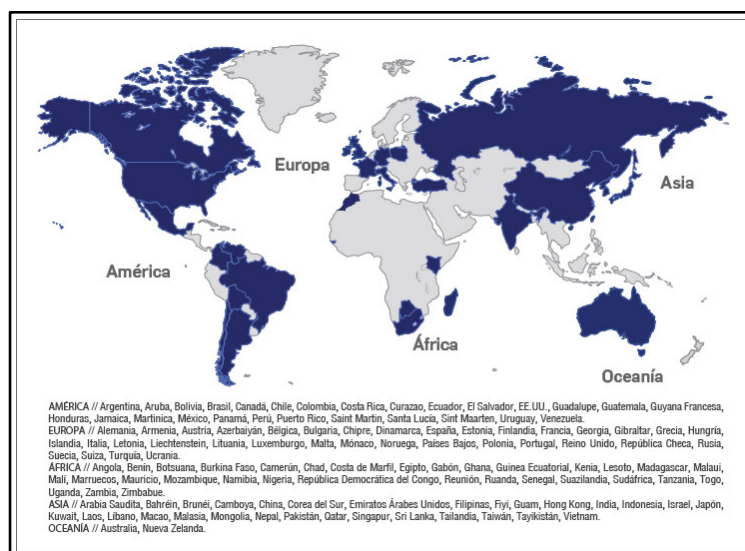 Europa
Asia
América
África
Oceanía
AMÉRICA // Argentina, Aruba, Bolivia, Brasil, Canadá, Chile, Colombia, Costa Rica, Curazao, Ecuador, El Salvador, EE.UU., Guadalupe, Guatemala, Guyana Francesa,
Honduras, Jamaica, Martinica, México, Panamá, Perú, Puerto Rico, Saint Martin, Santa Lucía, Sint Maarten, Uruguay, Venezuela.
EUROPA // Alemania, Armenia, Austria, Azerbaiyán, Bélgica, Bulgaria, Chipre, Dinamarca, España, Estonia, Finlandia, Francia, Georgia, Gibraltar, Grecia, Hungría,
Islandia, Italia, Letonia, Liechtenstein, Lituania, Luxemburgo, Malta, Mónaco, Noruega, Países Bajos, Polonia, Portugal, Reino Unido, República Checa, Rusia,
Suecia, Suiza, Turquía, Ucrania.
ÁFRICA // Angola, Benín, Botsuana, Burkina Faso, Camerún, Chad, Costa de Marfil, Egipto, Gabón, Ghana, Guinea Ecuatorial, Kenia, Lesoto, Madagascar, Malaui,
Malí, Marruecos, Mauricio, Mozambique, Namibia, Nigeria, República Democrática del Congo, Reunión, Ruanda, Senegal, Suazilandia, Sudáfrica, Tanzania, Togo,
Uganda, Zambia, Zimbabue.
ASIA // Arabia Saudita, Bahréin, Brunéi, Camboya, China, Corea del Sur, Emiratos Árabes Unidos, Filipinas, Fiyi, Guam, Hong Kong, India, Indonesia, Israel, Japón,
Kuwait, Laos, Líbano, Macao, Malasia, Mongolia, Nepal, Pakistán, Qatar, Singapur, Sri Lanka, Tailandia, Taiwán, Tayikistán, Vietnam.
OCEANÍA // Australia, Nueva Zelanda.